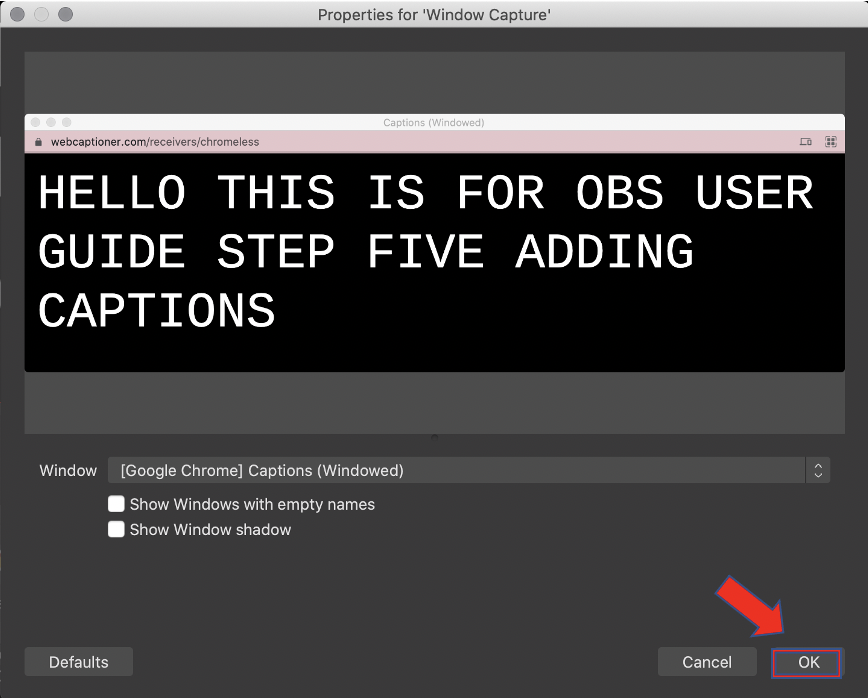 Properties for 'Window Capture'
Captions (Windowed)
webcaptioner.com/receivers/chromeless
HELLO THIS IS FOR OBS USER
GUIDE STEP FIVE ADDING
CAPTIONS
Window [Google Chrome] Captions (Windowed)
Show Windows with empty names
Show Window shadow
Defaults Cancel OK